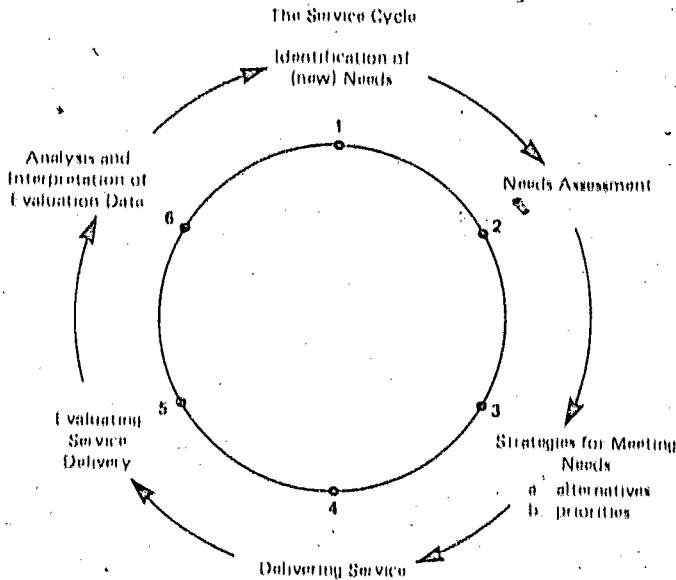 The Service Cycle
Identification of
(new) Needs
1
Needs Assessment
2
3
Strategies for Meeting
Needs
a. alternatives
b. priorities
4
Delivering Service
5
Evaluating
Service
Delivery
6
Analysis and
Interpretation of
Evaluation Data